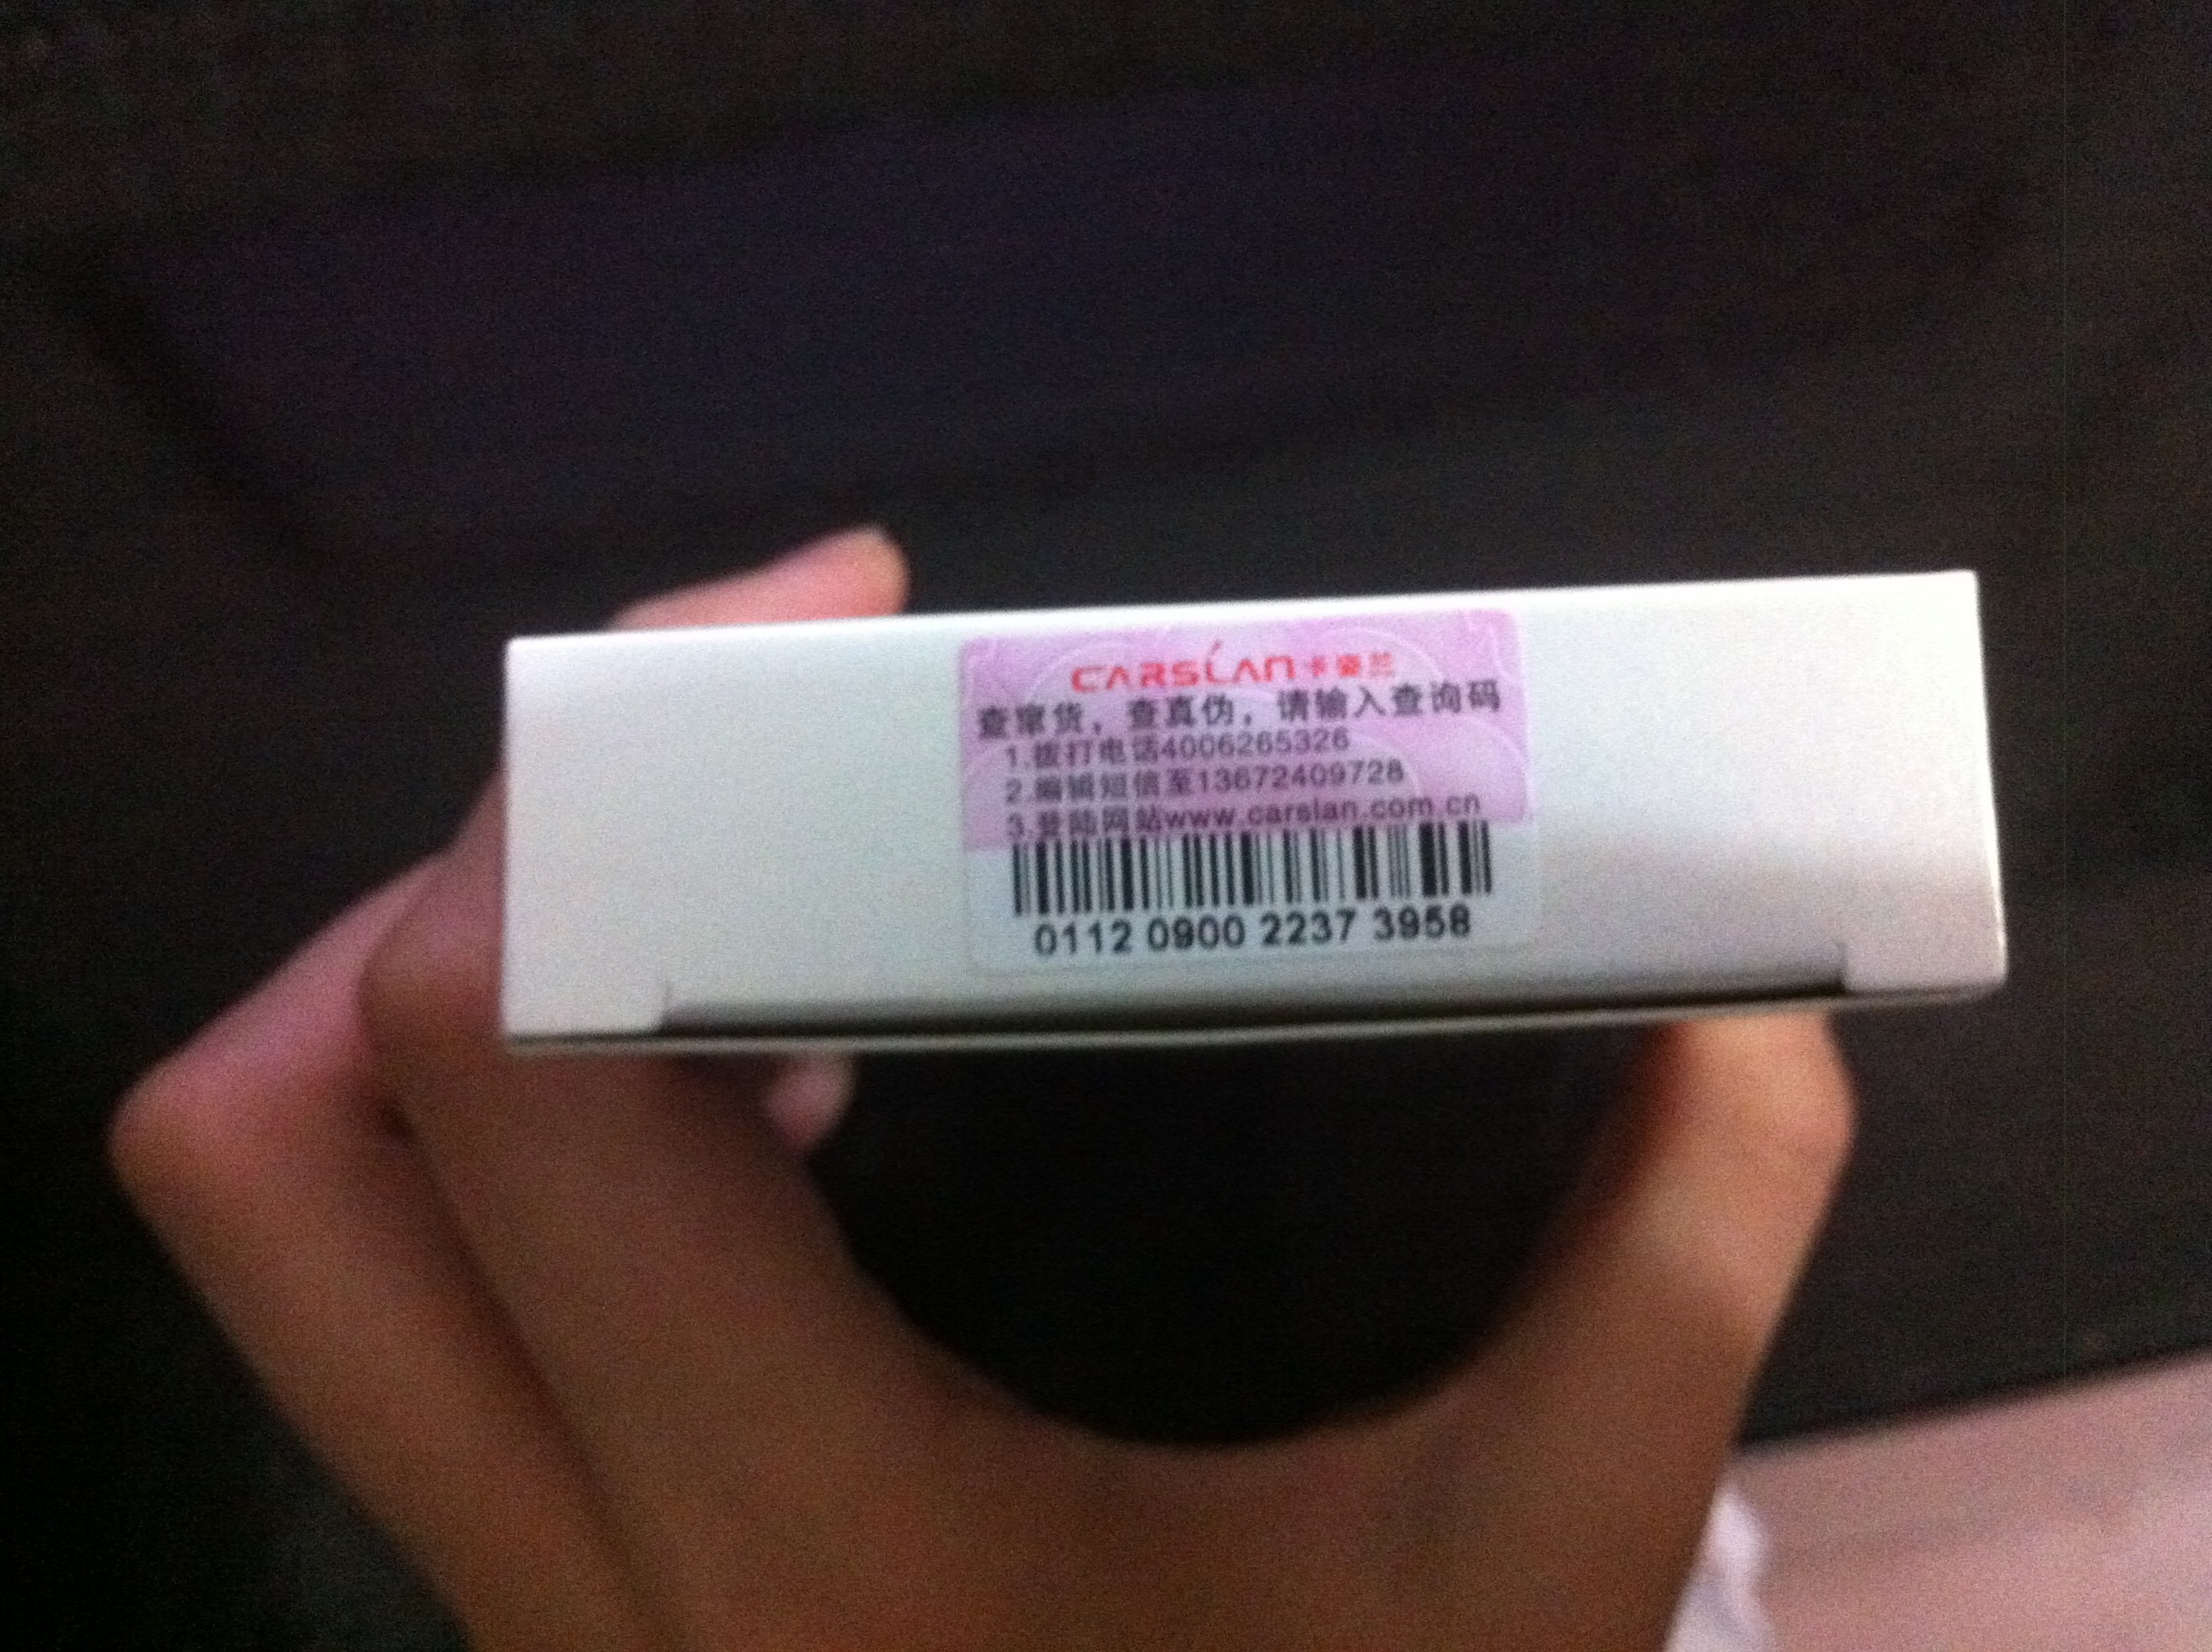 CARSLAN卡姿兰
查窜货，查真伪，请输入查询码
1.拨打电话4006265326
2.编辑短信至13672409728
3.登陆网站www.carslan.com.cn
0112 0900 2237 3958